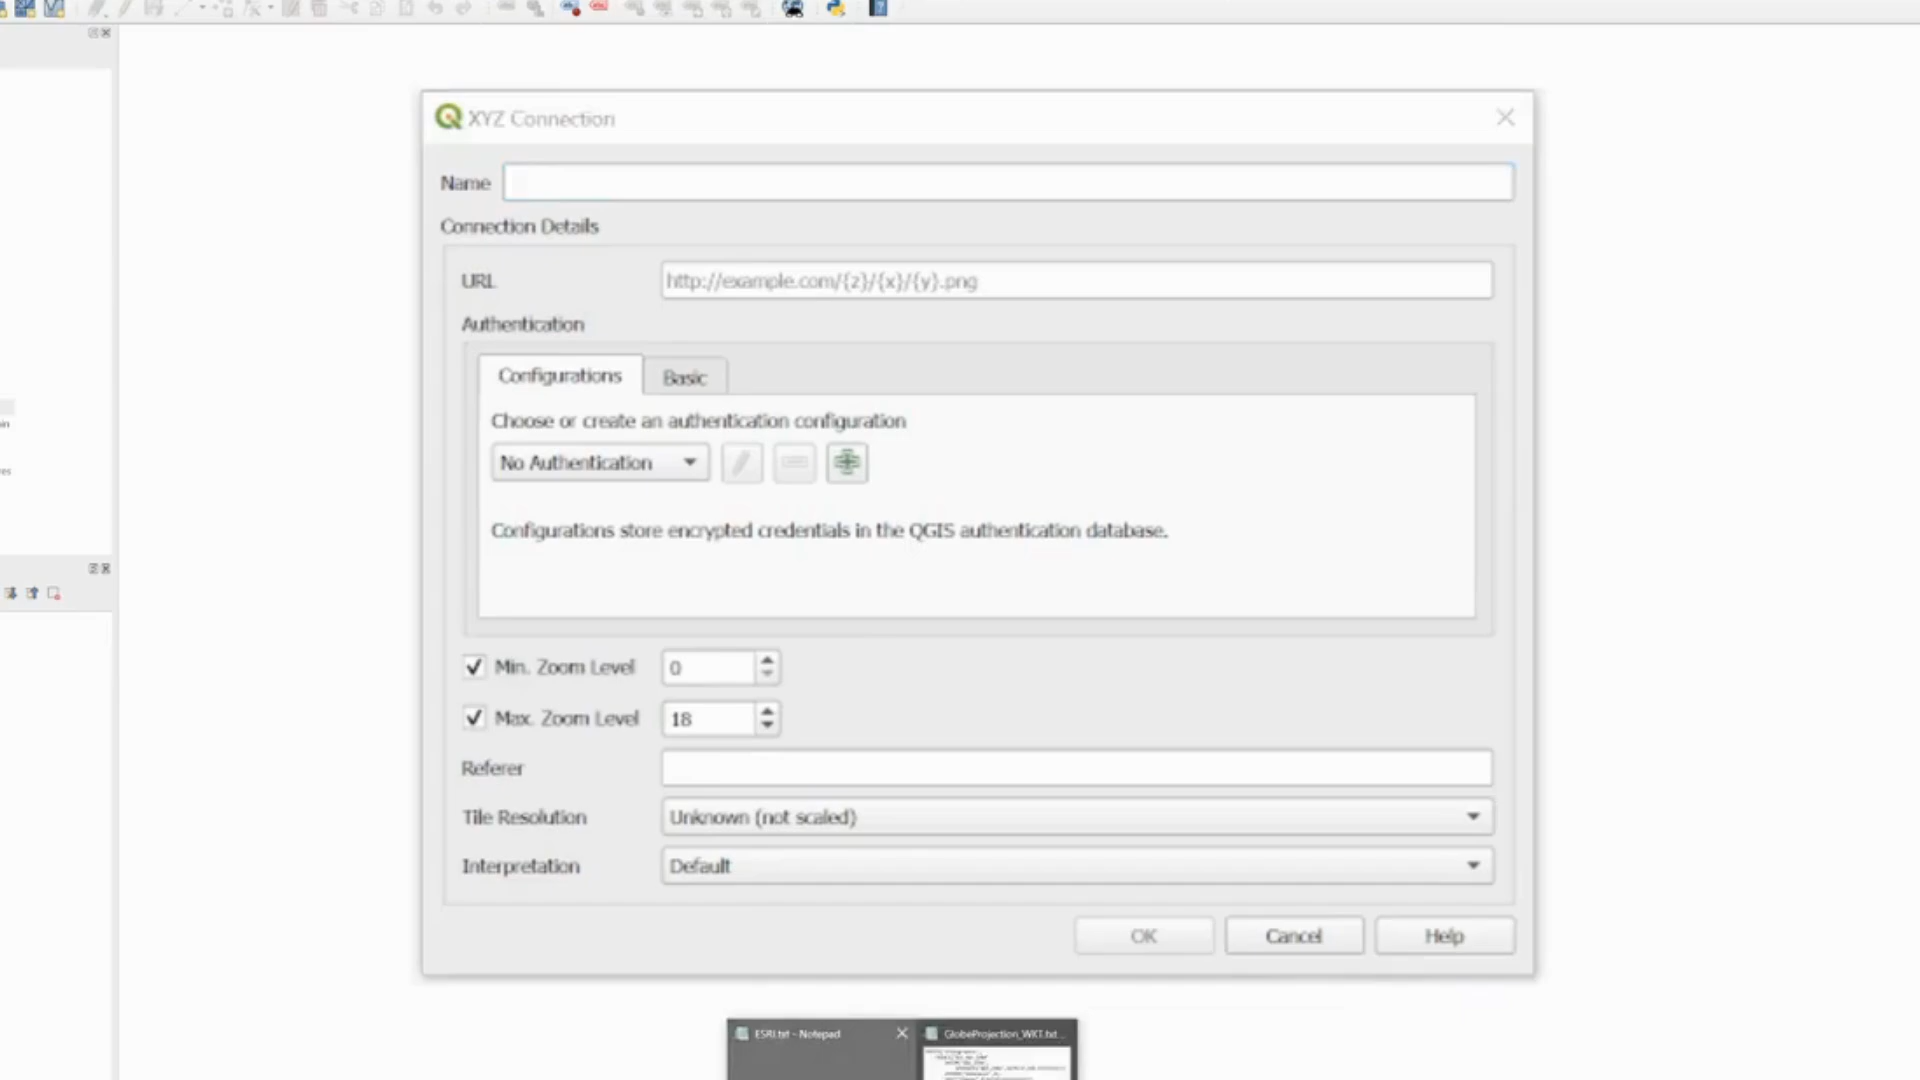 XYZ Connection
Name
Connection Details
URL
http://example.com/{z}/{x}/{y}.png
Authentication
Configurations
Basic
Choose or create an authentication configuration
No Authentication
Configurations store encrypted credentials in the QGIS authentication database.
Min. Zoom Level
0
Max. Zoom Level
18
Referer
Tile Resolution
Unknown (not scaled)
Interpretation
Default
OK
Cancel
Help
ESRI.txt - Notepad
GlobeProjection_WKT.txt...